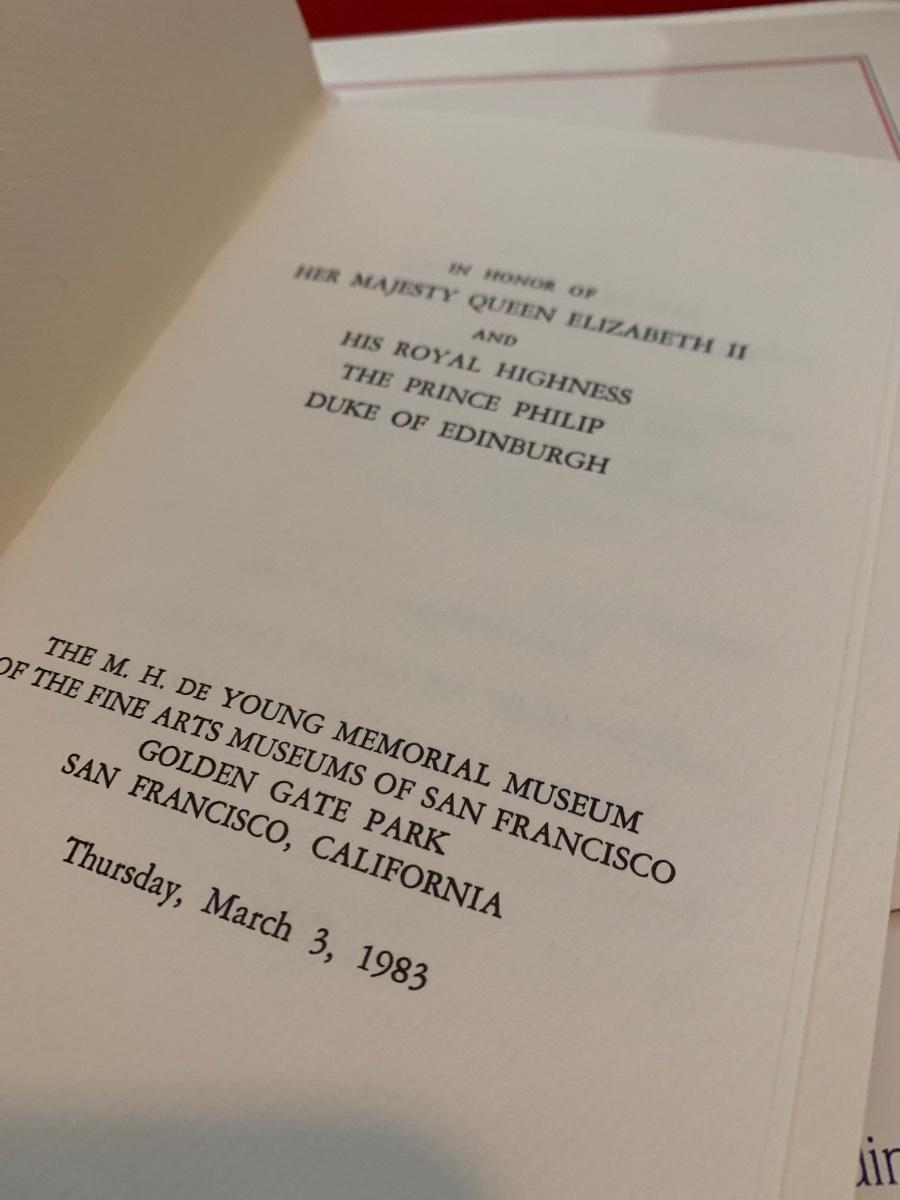 IN HONOR OF
HER MAJESTY QUEEN ELIZABETH II
AND
HIS ROYAL HIGHNESS
THE PRINCE PHILIP
DUKE OF EDINBURGH
THE M. H. DE YOUNG MEMORIAL MUSEUM
OF THE FINE ARTS MUSEUMS OF SAN FRANCISCO
GOLDEN GATE PARK
SAN FRANCISCO, CALIFORNIA
Thursday, March 3, 1983